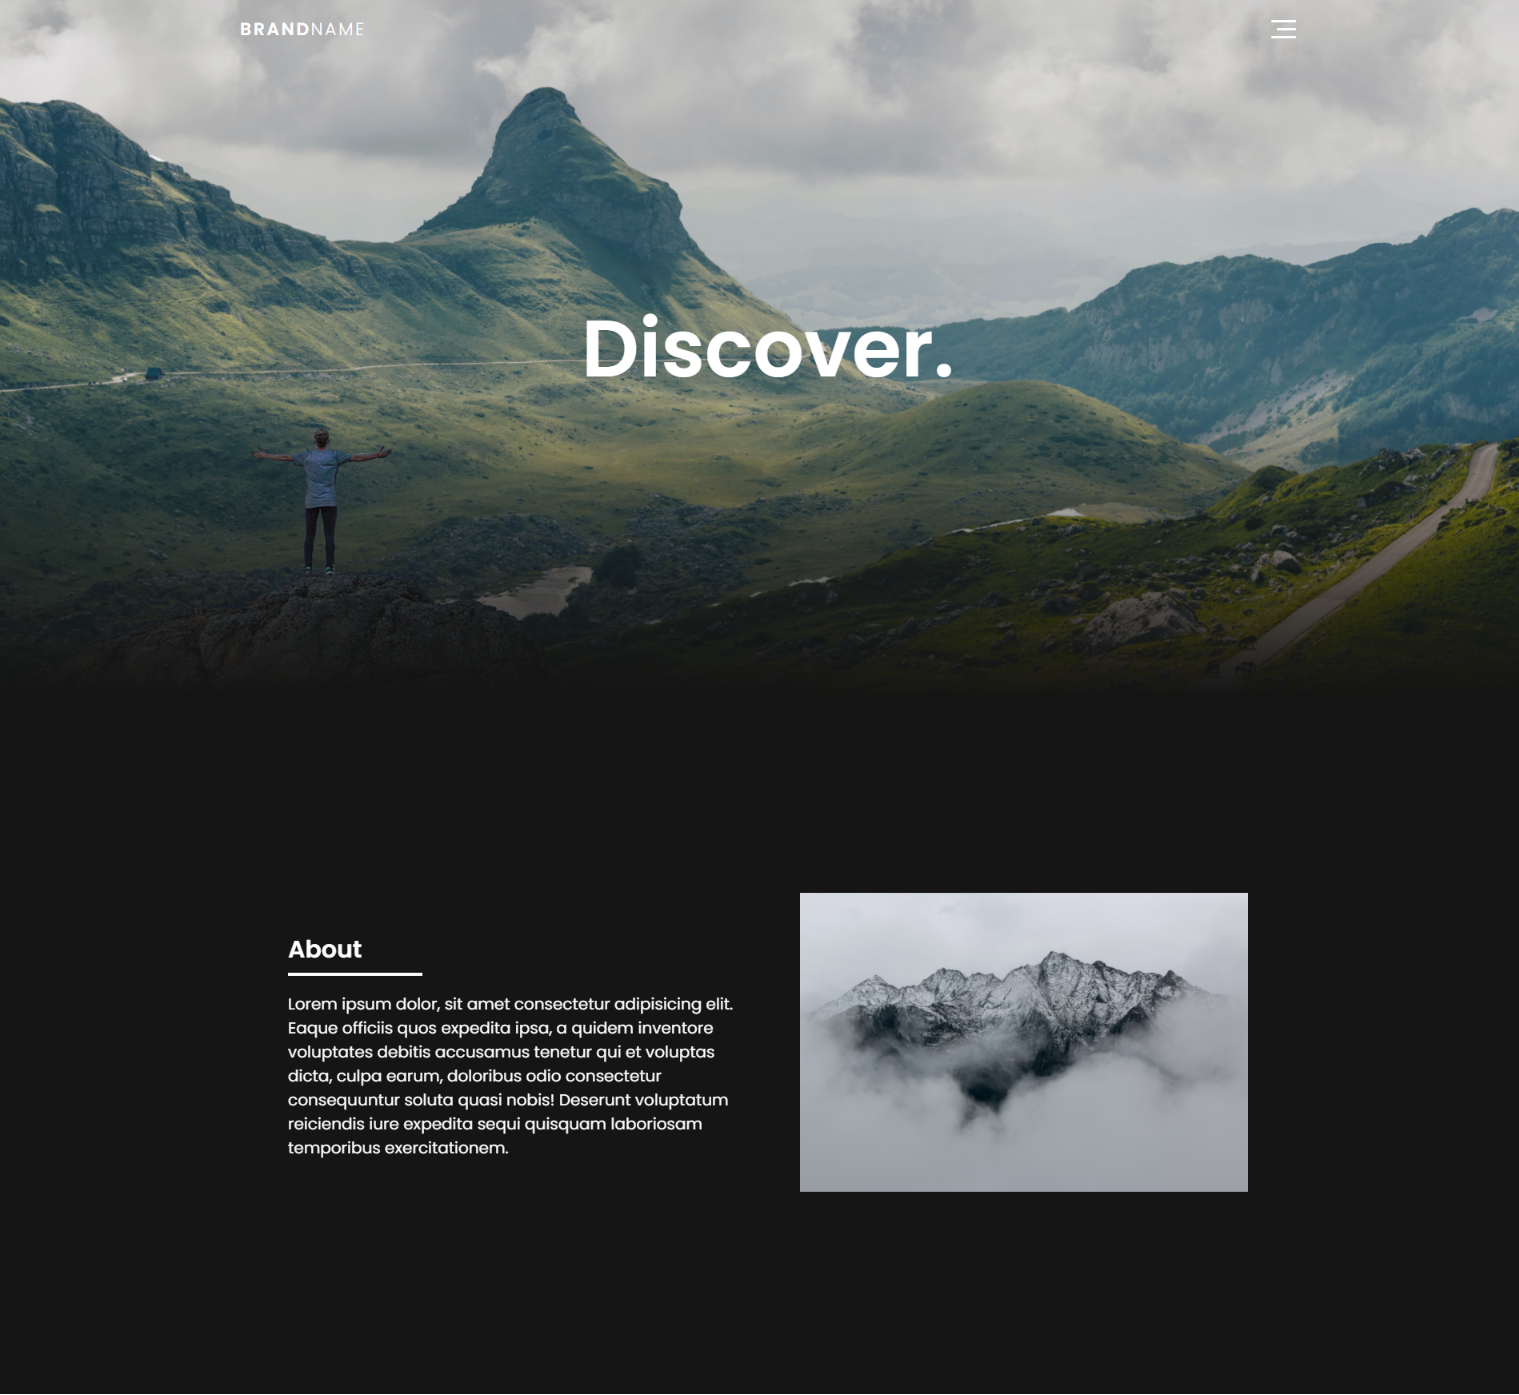 BRANDNAME
Discover.
About
Lorem ipsum dolor, sit amet consectetur adipisicing elit.
Eaque officiis quos expedita ipsa, a quidem inventore
voluptates debitis accusamus tenetur qui et voluptas
dicta, culpa earum, doloribus odio consectetur
consequuntur soluta quasi nobis! Deserunt voluptatum
reiciendis iure expedita sequi quisquam laboriosam
temporibus exercitationem.